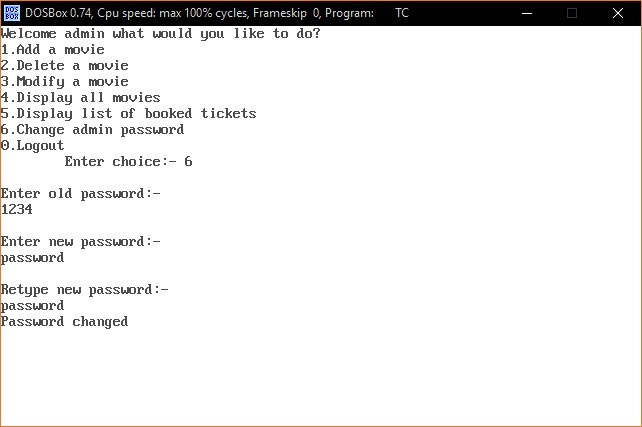 DOS BOX DOSBox 0.74, Cpu speed: max 100% cycles, Frameskip 0, Program: TC
Welcome admin what would you like to do?
1.Add a movie
2.Delete a movie
3.Modify a movie
4.Display all movies
5.Display list of booked tickets
6.Change admin password
0.Logout
Enter choice:- 6
Enter old password:-
1234
Enter new password:-
password
Retype new password:-
password
Password changed